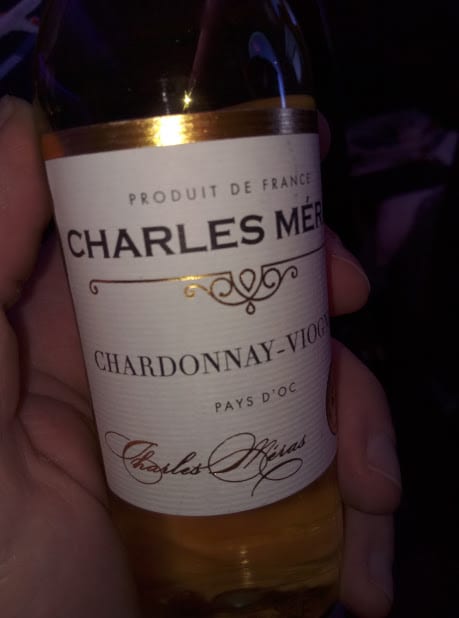 PRODUIT DE FRANCE
CHARLES MÉR
CHARDONNAY-VIOGN
PAYS D'OC
Charles Méras